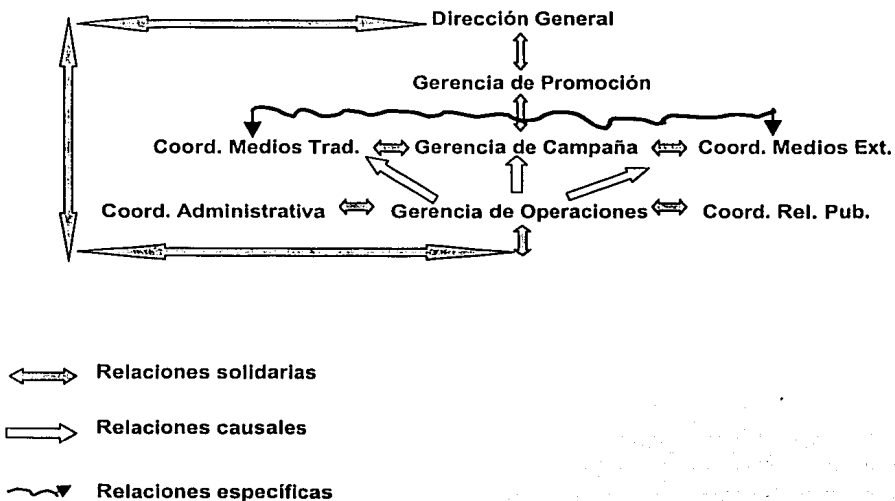 Dirección General
Gerencia de Promoción
Coord. Medios Trad. Gerencia de Campaña Coord. Medios Ext.
Coord. Administrativa Gerencia de Operaciones Coord. Rel. Pub.
Relaciones solidarias
Relaciones causales
Relaciones específicas